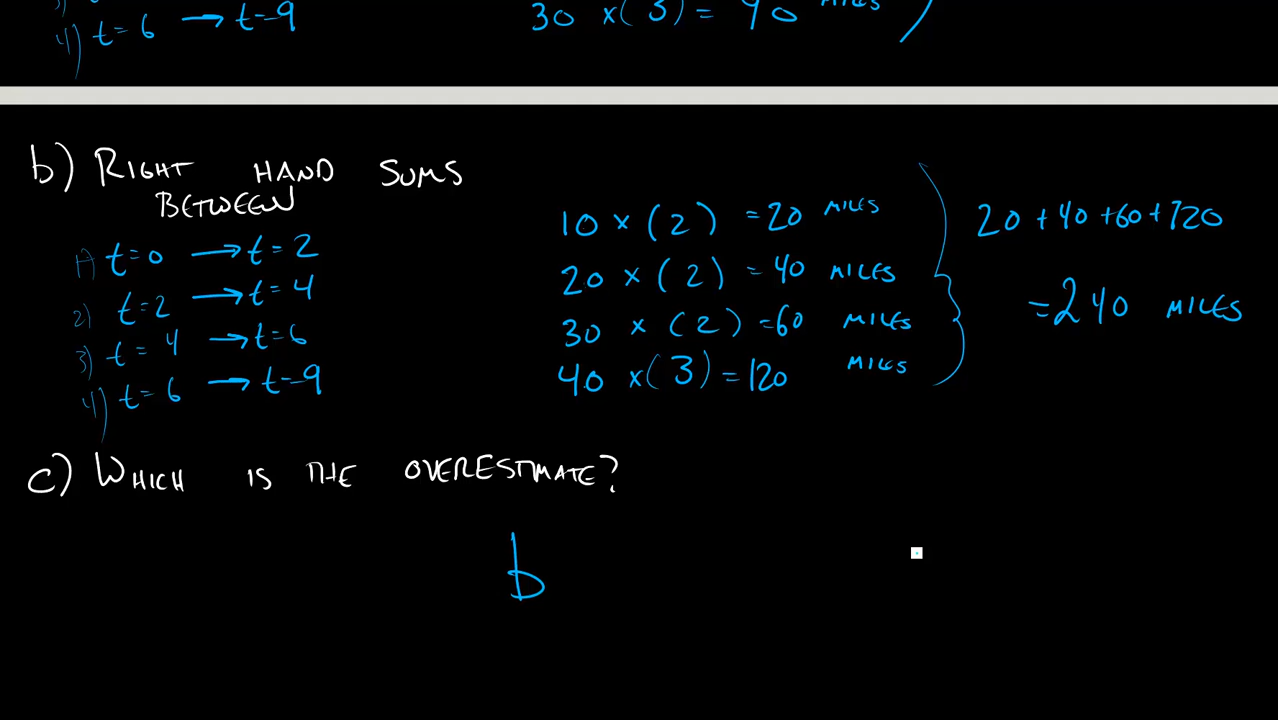 4) t=6 → t=9
30 x(3) = 90 MILES
b) RIGHT HAND SUMS
BETWEEN
1) t=0 → t=2
10 x (2) =20 MILES
2) t=2 → t=4
20 x (2) =40 MILES
3) t=4 → t=6
30 x (2) =60 MILES
4) t=6 → t=9
40 x(3) =120 MILES
20 +40 +60+120
=240 MILES
c) WHICH IS THE OVERESTIMATE?
b